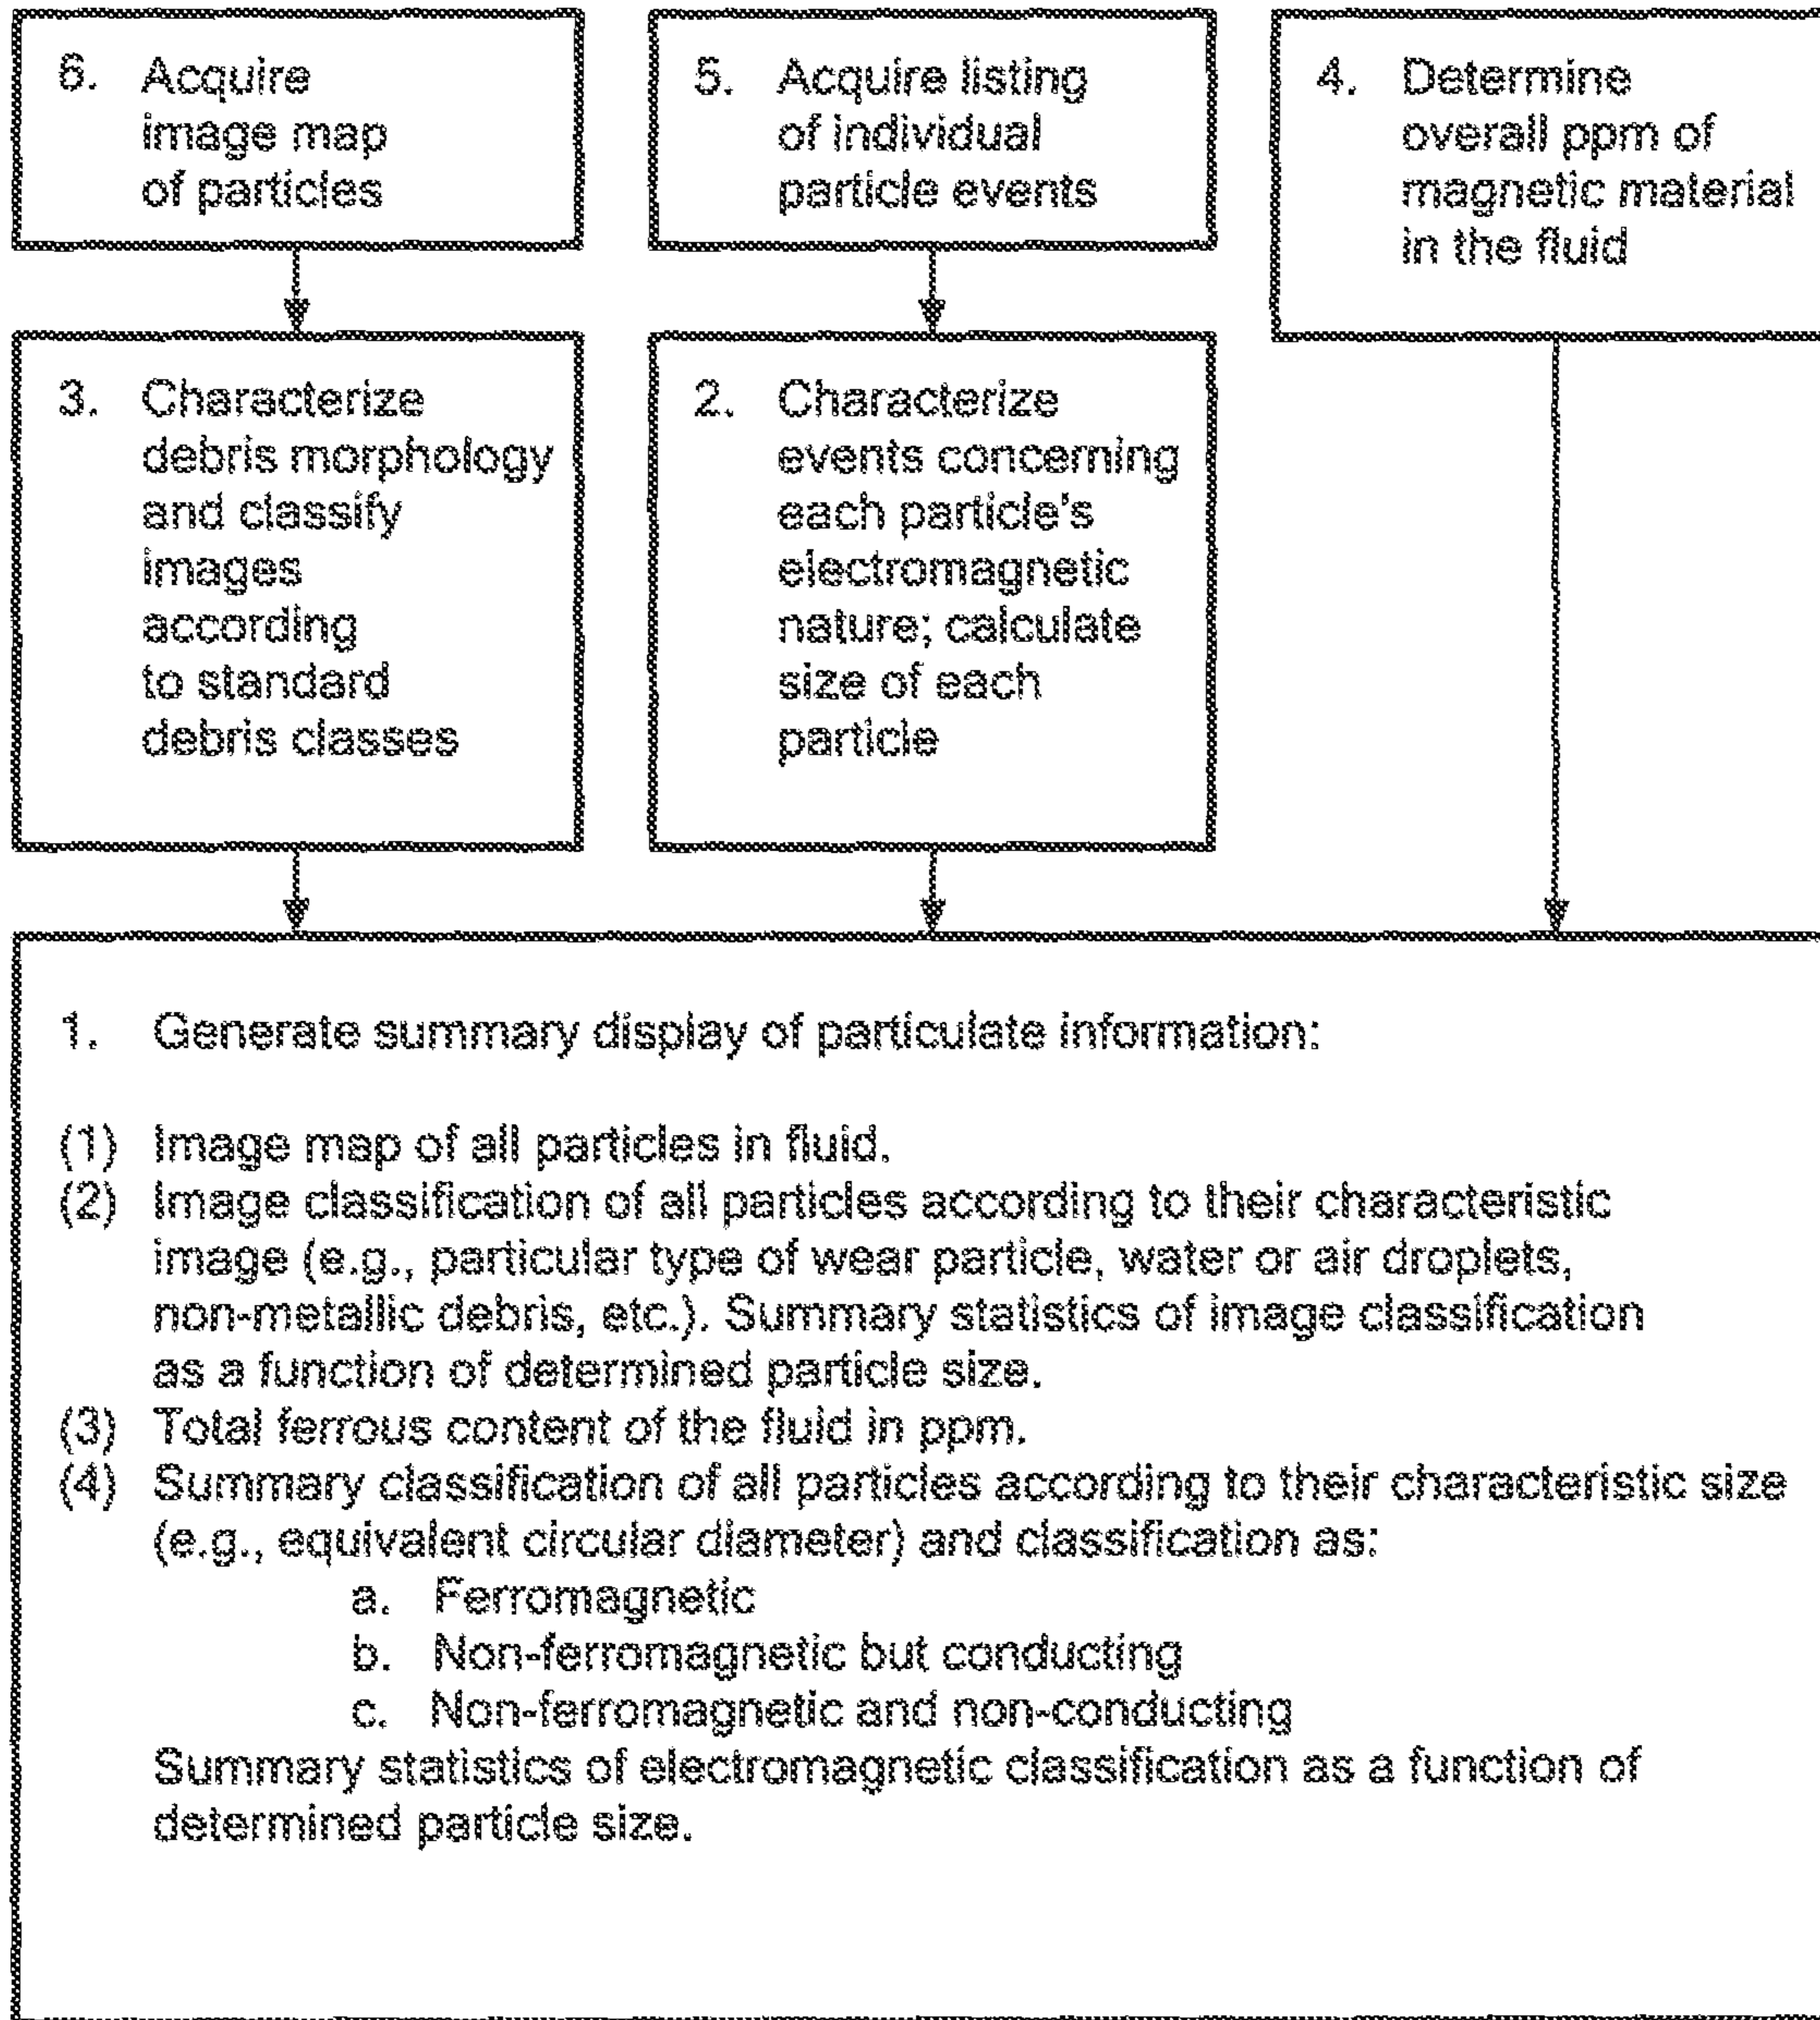 6. Acquire
image map
of particles
5. Acquire listing
of individual
particle events
4. Determine
overall ppm of
magnetic material
in the fluid
3. Characterize
debris morphology
and classify
images
according
to standard
debris classes
2. Characterize
events concerning
each particle's
electromagnetic
nature; calculate
size of each
particle
1. Generate summary display of particulate information:
(1) Image map of all particles in fluid.
(2) Image classification of all particles according to their characteristic
image (e.g., particular type of wear particle, water or air droplets,
non-metallic debris, etc.). Summary statistics of image classification
as a function of determined particle size.
(3) Total ferrous content of the fluid in ppm.
(4) Summary classification of all particles according to their characteristic size
(e.g., equivalent circular diameter) and classification as:
a. Ferromagnetic
b. Non-ferromagnetic but conducting
c. Non-ferromagnetic and non-conducting
Summary statistics of electromagnetic classification as a function of
determined particle size.